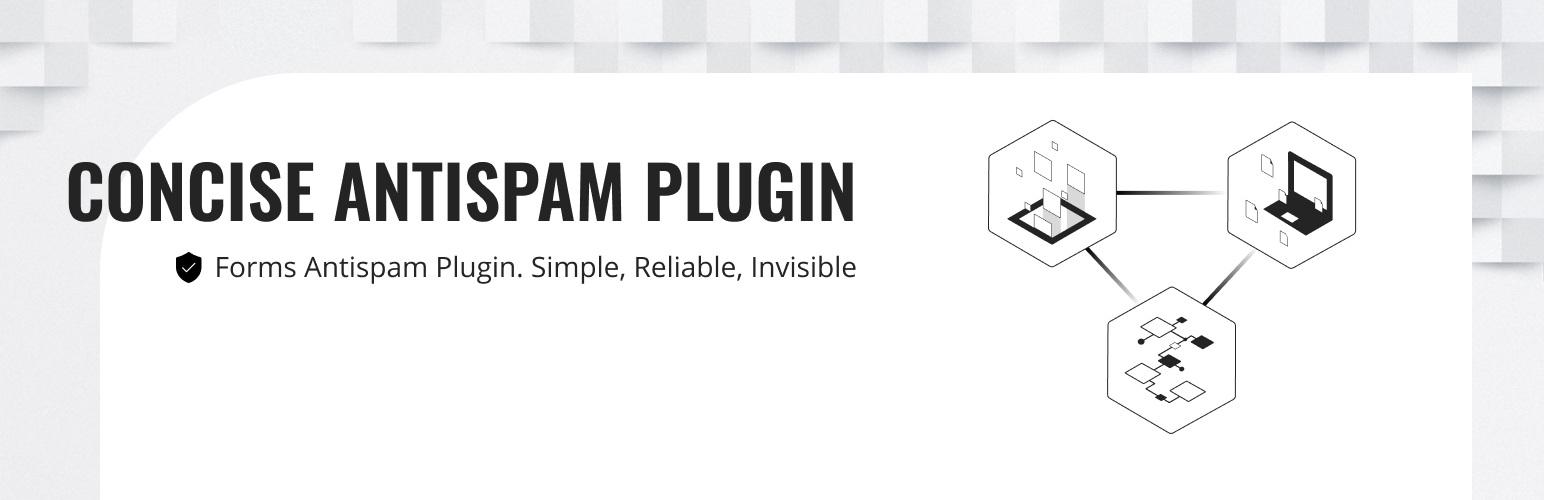 CONCISE ANTISPAM PLUGIN
Forms Antispam Plugin. Simple, Reliable, Invisible